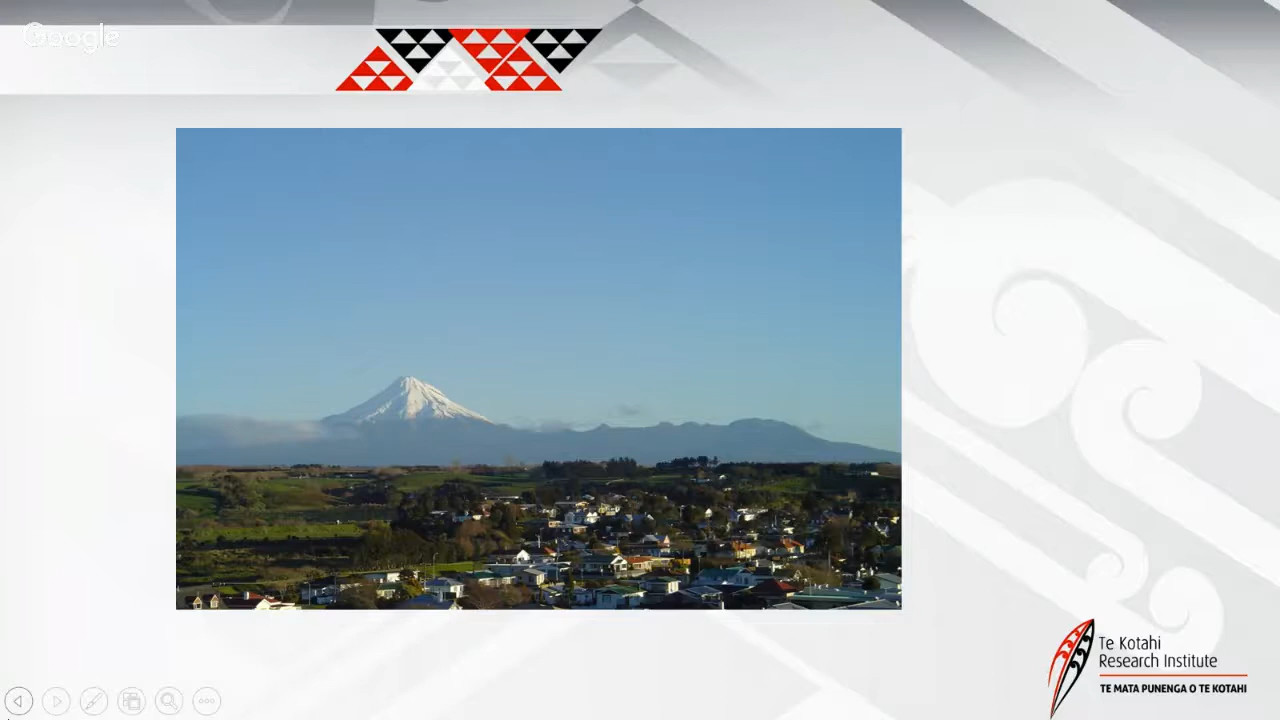 Google
Te Kotahi
Research Institute
TE MATA PUNENGA O TE KOTAHI